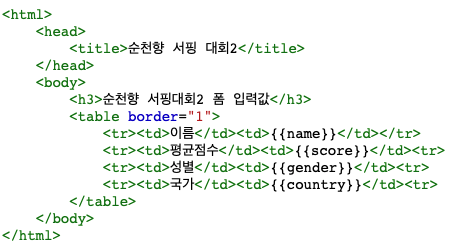 <html>
    <head>
        <title>순천향 서핑 대회2</title>
    </head>
    <body>
        <h3>순천향 서핑대회2 폼 입력값</h3>
        <table border="1">
            <tr><td>이름</td><td>{{name}}</td></tr>
            <tr><td>평균점수</td><td>{{score}}</td><tr>
            <tr><td>성별</td><td>{{gender}}</td><tr>
            <tr><td>국가</td><td>{{country}}</td><tr>
        </table>
    </body>
</html>